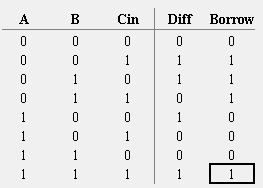 A B Cin Diff Borrow
0 0 0 0 0
0 0 1 1 1
0 1 0 1 1
0 1 1 0 1
1 0 0 1 0
1 0 1 0 0
1 1 0 0 0
1 1 1 1 1